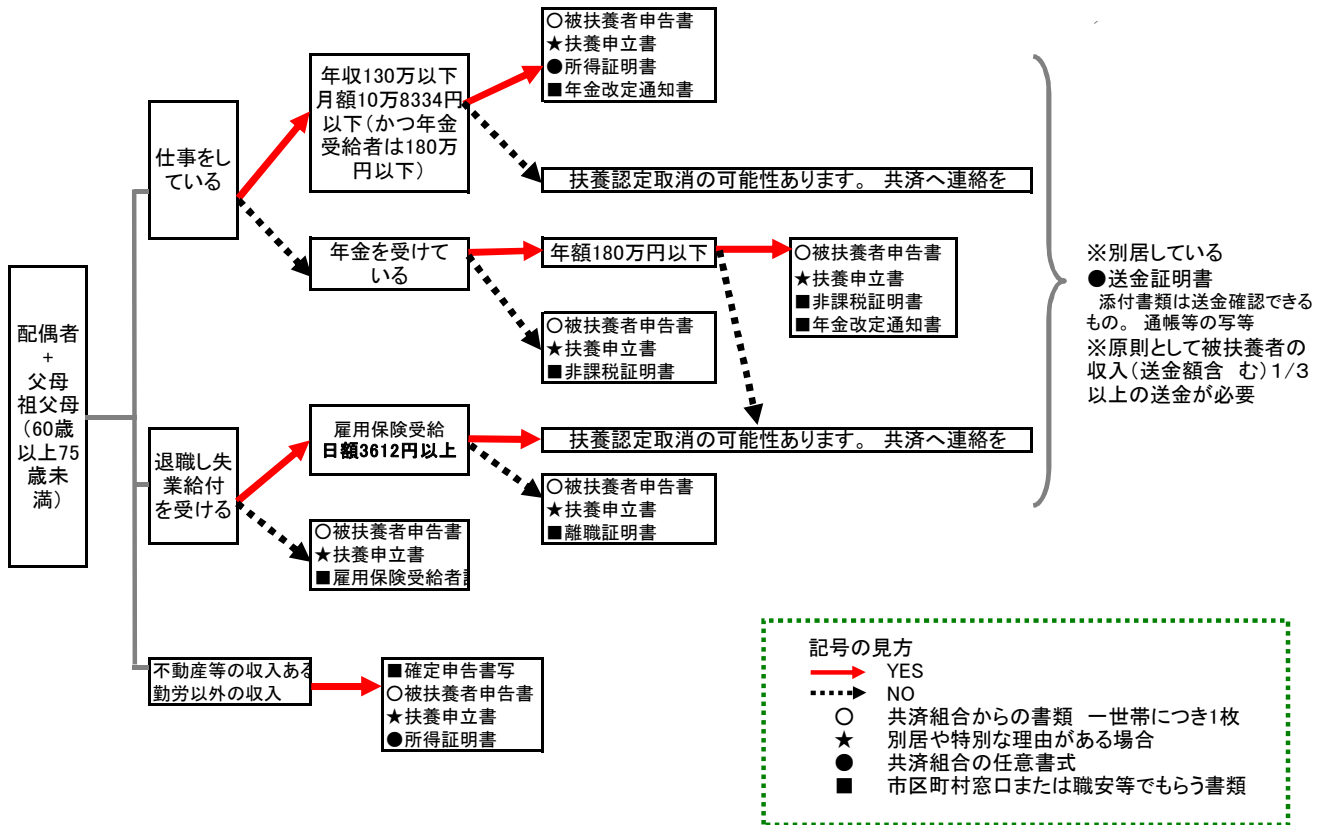 配偶者
+
父母
祖父母
(60歳
以上75
歳未
満)
仕事をし
ている
年収130万以下
月額10万8334円
以下(かつ年金
受給者は180万
円以下)
○被扶養者申告書
★扶養申立書
●所得証明書
■年金改定通知書
扶養認定取消の可能性あります。 共済へ連絡を
年金を受けて
いる
年額180万円以下
○被扶養者申告書
★扶養申立書
■非課税証明書
■年金改定通知書
○被扶養者申告書
★扶養申立書
■非課税証明書
退職し失
業給付
を受ける
雇用保険受給
日額3612円以上
扶養認定取消の可能性あります。 共済へ連絡を
○被扶養者申告書
★扶養申立書
■離職証明書
○被扶養者申告書
★扶養申立書
■雇用保険受給者
不動産等の収入ある
勤労以外の収入
■確定申告書写
○被扶養者申告書
★扶養申立書
●所得証明書
※別居している
●送金証明書
添付書類は送金確認できる
もの。 通帳等の写等
※原則として被扶養者の
収入(送金額含 む)1/3
以上の送金が必要
記号の見方
YES
NO
○ 共済組合からの書類 一世帯につき1枚
★ 別居や特別な理由がある場合
● 共済組合の任意書式
■ 市区町村窓口または職安等でもらう書類